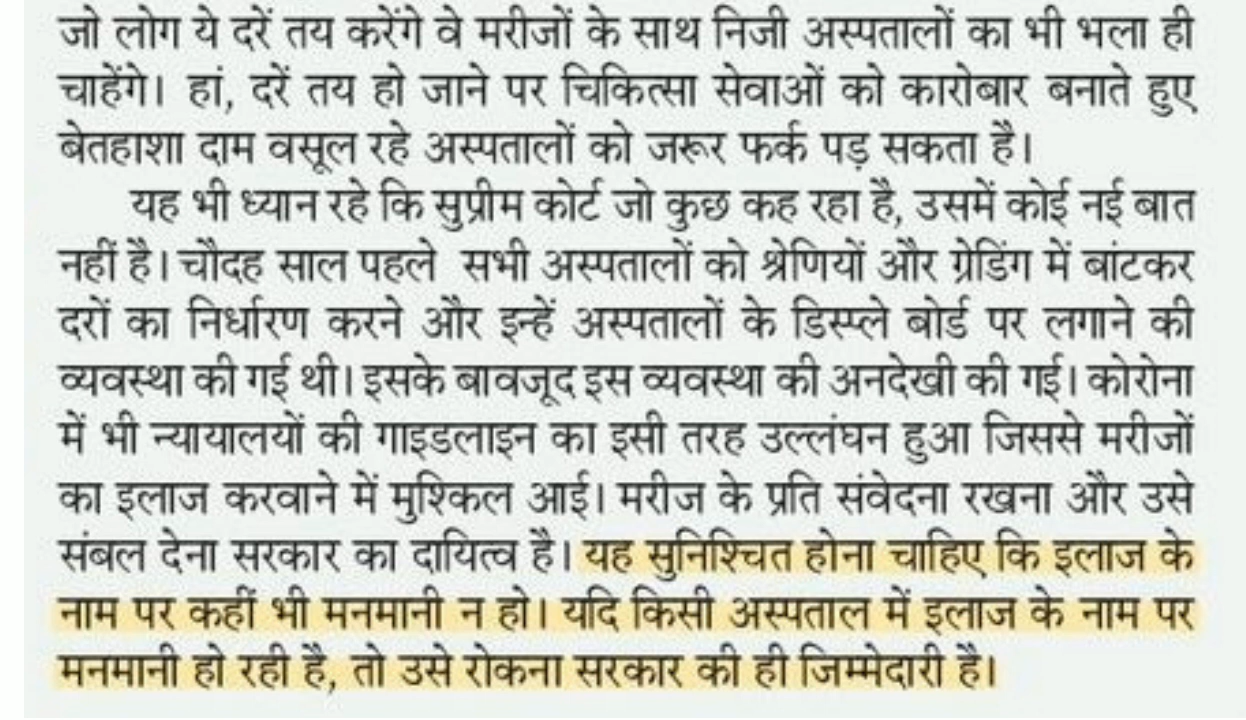 जो लोग ये दरें तय करेंगे वे मरीजों के साथ निजी अस्पतालों का भी भला ही
चाहेंगे। हां, दरें तय हो जाने पर चिकित्सा सेवाओं को कारोबार बनाते हुए
बेतहाशा दाम वसूल रहे अस्पतालों को जरूर फर्क पड़ सकता है।
यह भी ध्यान रहे कि सुप्रीम कोर्ट जो कुछ कह रहा है, उसमें कोई नई बात
नहीं है। चौदह साल पहले सभी अस्पतालों को श्रेणियों और ग्रेडिंग में बांटकर
दरों का निर्धारण करने और इन्हें अस्पतालों के डिस्प्ले बोर्ड पर लगाने की
व्यवस्था की गई थी। इसके बावजूद इस व्यवस्था की अनदेखी की गई। कोरोना
में भी न्यायालयों की गाइडलाइन का इसी तरह उल्लंघन हुआ जिससे मरीजों
का इलाज करवाने में मुश्किल आई। मरीज के प्रति संवेदना रखना और उसे
संबल देना सरकार का दायित्व है। यह सुनिश्चित होना चाहिए कि इलाज के
नाम पर कहीं भी मनमानी न हो। यदि किसी अस्पताल में इलाज के नाम पर
मनमानी हो रही है, तो उसे रोकना सरकार की ही जिम्मेदारी है।